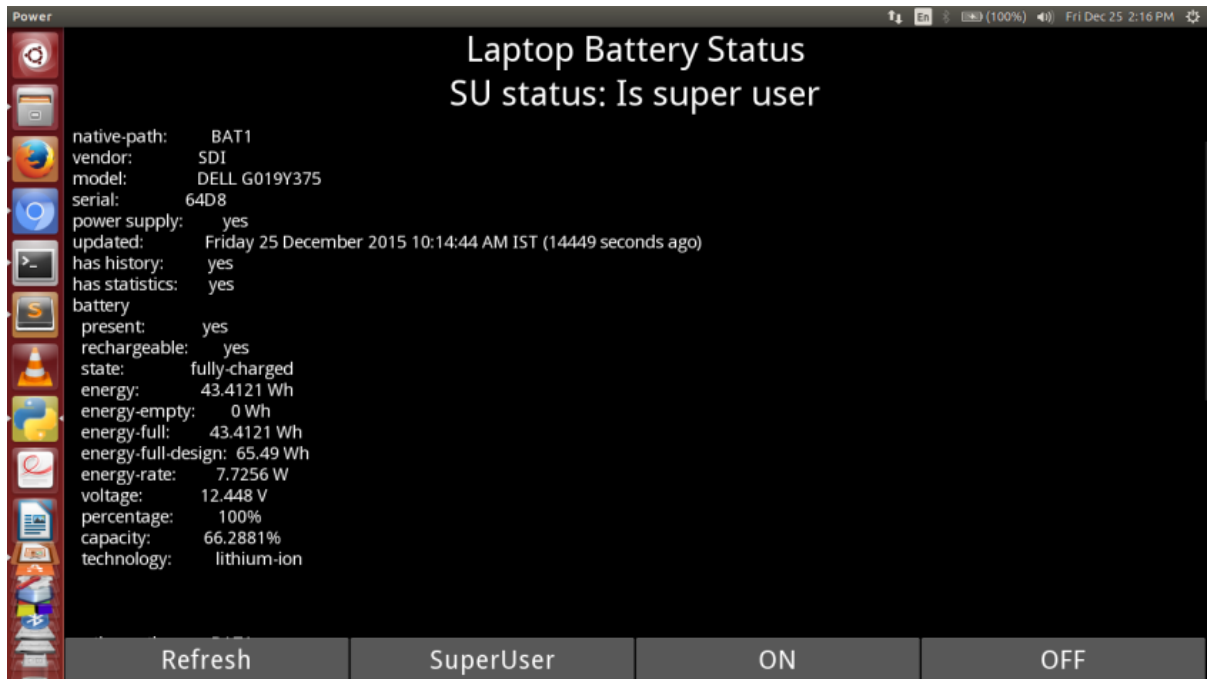 Power
En (100%) Fri Dec 25 2:16 PM
Laptop Battery Status
SU status: Is super user
native-path: BAT1
vendor: SDI
model: DELL G019Y375
serial: 64D8
power supply: yes
updated: Friday 25 December 2015 10:14:44 AM IST (14449 seconds ago)
has history: yes
has statistics: yes
battery
present: yes
rechargeable: yes
state: fully-charged
energy: 43.4121 Wh
energy-empty: 0 Wh
energy-full: 43.4121 Wh
energy-full-design: 65.49 Wh
energy-rate: 7.7256 W
voltage: 12.448 V
percentage: 100%
capacity: 66.2881%
technology: lithium-ion
Refresh
SuperUser
ON
OFF